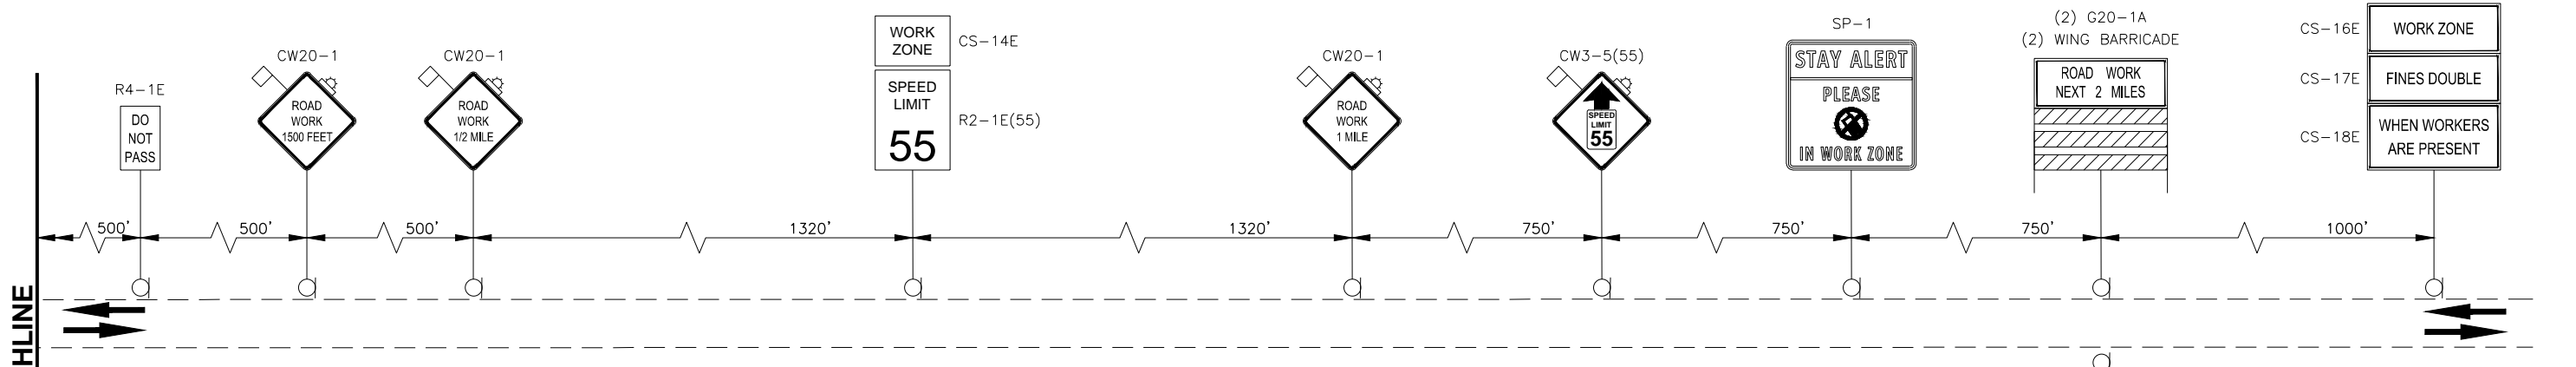 R4-1E
DO
NOT
PASS
CW20-1
ROAD
WORK
1500 FEET
CW20-1
ROAD
WORK
1/2 MILE
WORK
ZONE
CS-14E
SPEED
LIMIT
55
R2-1E(55)
CW20-1
ROAD
WORK
1 MILE
CW3-5(55)
SPEED
LIMIT
55
SP-1
STAY ALERT
PLEASE
IN WORK ZONE
(2) G20-1A
(2) WING BARRICADE
ROAD WORK
NEXT 2 MILES
CS-16E
WORK ZONE
CS-17E
FINES DOUBLE
CS-18E
WHEN WORKERS
ARE PRESENT
500' 500' 500' 1320' 1320' 750' 750' 750' 1000'
HLINE